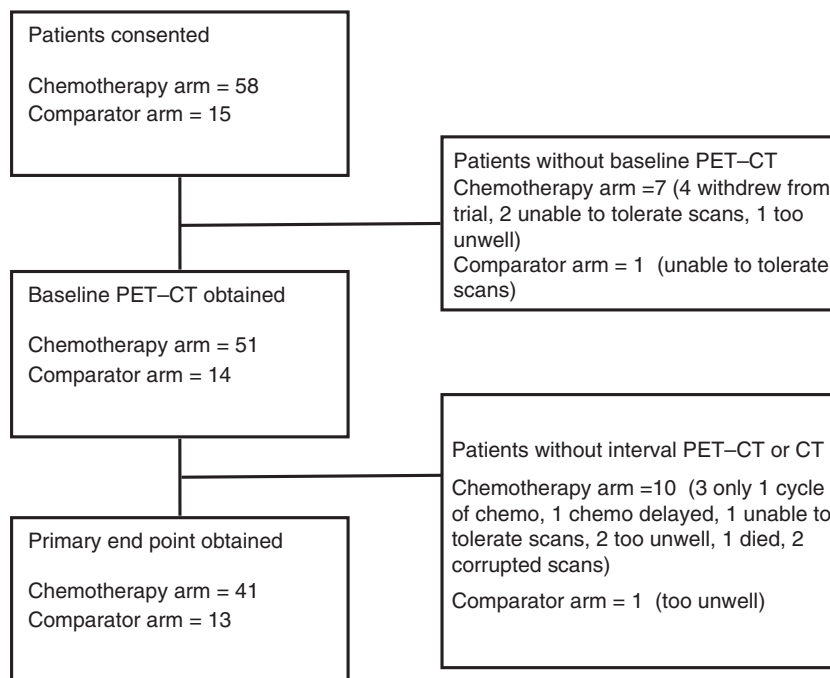 Patients consented
Chemotherapy arm = 58
Comparator arm = 15
Patients without baseline PET–CT
Chemotherapy arm =7 (4 withdrew from
trial, 2 unable to tolerate scans, 1 too
unwell)
Comparator arm = 1 (unable to tolerate
scans)
Baseline PET–CT obtained
Chemotherapy arm = 51
Comparator arm = 14
Patients without interval PET–CT or CT
Chemotherapy arm =10 (3 only 1 cycle
of chemo, 1 chemo delayed, 1 unable to
tolerate scans, 2 too unwell, 1 died, 2
corrupted scans)
Comparator arm = 1 (too unwell)
Primary end point obtained
Chemotherapy arm = 41
Comparator arm = 13